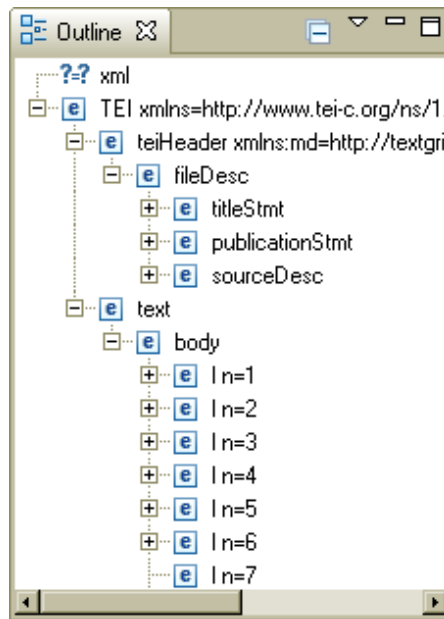 Outline
?=? xml
e TEI xmlns=http://www.tei-c.org/ns/1.
e teiHeader xmlns:md=http://textgri
e fileDesc
e titleStmt
e publicationStmt
e sourceDesc
e text
e body
e l n=1
e l n=2
e l n=3
e l n=4
e l n=5
e l n=6
e l n=7